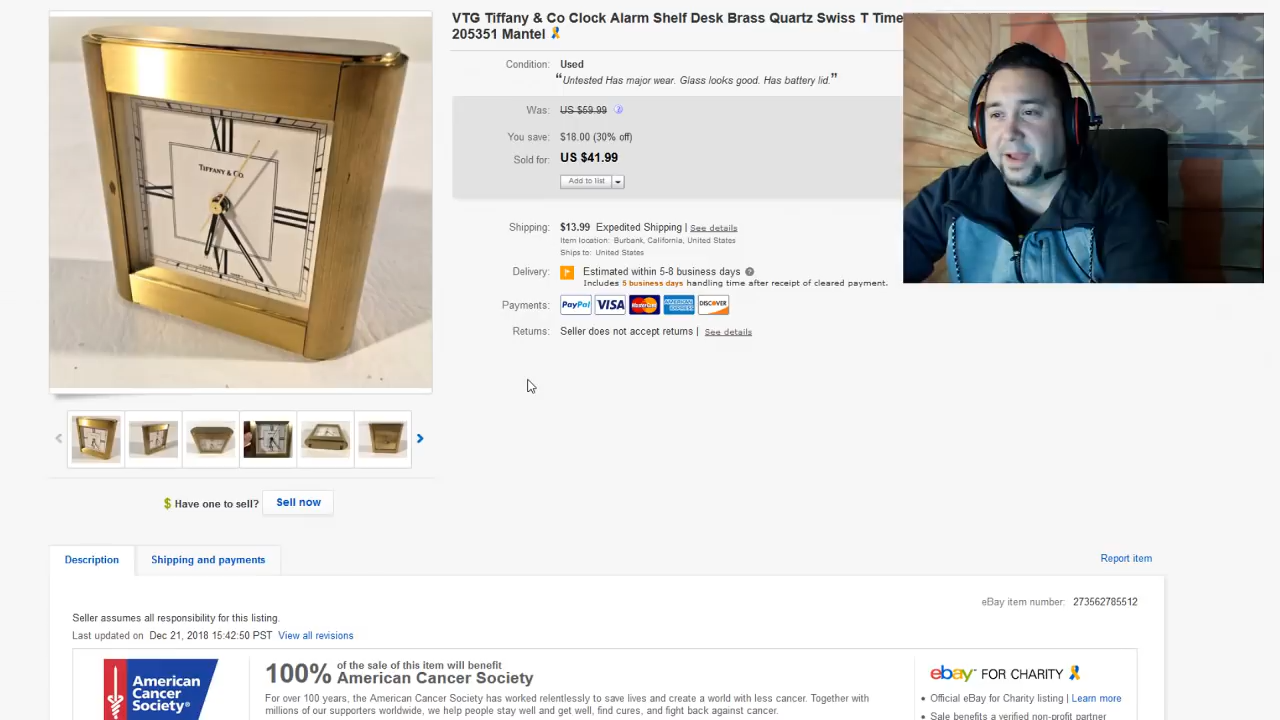 VTG Tiffany & Co Clock Alarm Shelf Desk Brass Quartz Swiss T Time
205351 Mantel
Condition: Used
“Untested Has major wear. Glass looks good. Has battery lid.”
Was: US $59.99
You save: $18.00 (30% off)
Sold for: US $41.99
Add to list
Shipping: $13.99 Expedited Shipping | See details
Item location: Burbank, California, United States
Ships to: United States
Delivery: Estimated within 5-8 business days
Includes 5 business days handling time after receipt of cleared payment.
Payments: PayPal VISA MasterCard AMERICAN EXPRESS DISCOVER
Returns: Seller does not accept returns | See details
TIFFANY & CO.
$ Have one to sell? Sell now
Description Shipping and payments
Report item
eBay item number: 273562785512
Seller assumes all responsibility for this listing.
Last updated on Dec 21, 2018 15:42:50 PST View all revisions
American
Cancer
Society®
100% of the sale of this item will benefit
American Cancer Society
For over 100 years, the American Cancer Society has worked relentlessly to save lives and create a world with less cancer. Together with
millions of our supporters worldwide, we help people stay well and get well, find cures, and fight back against cancer.
ebay™ FOR CHARITY
• Official eBay for Charity listing | Learn more
• Sale benefits a verified non-profit partner